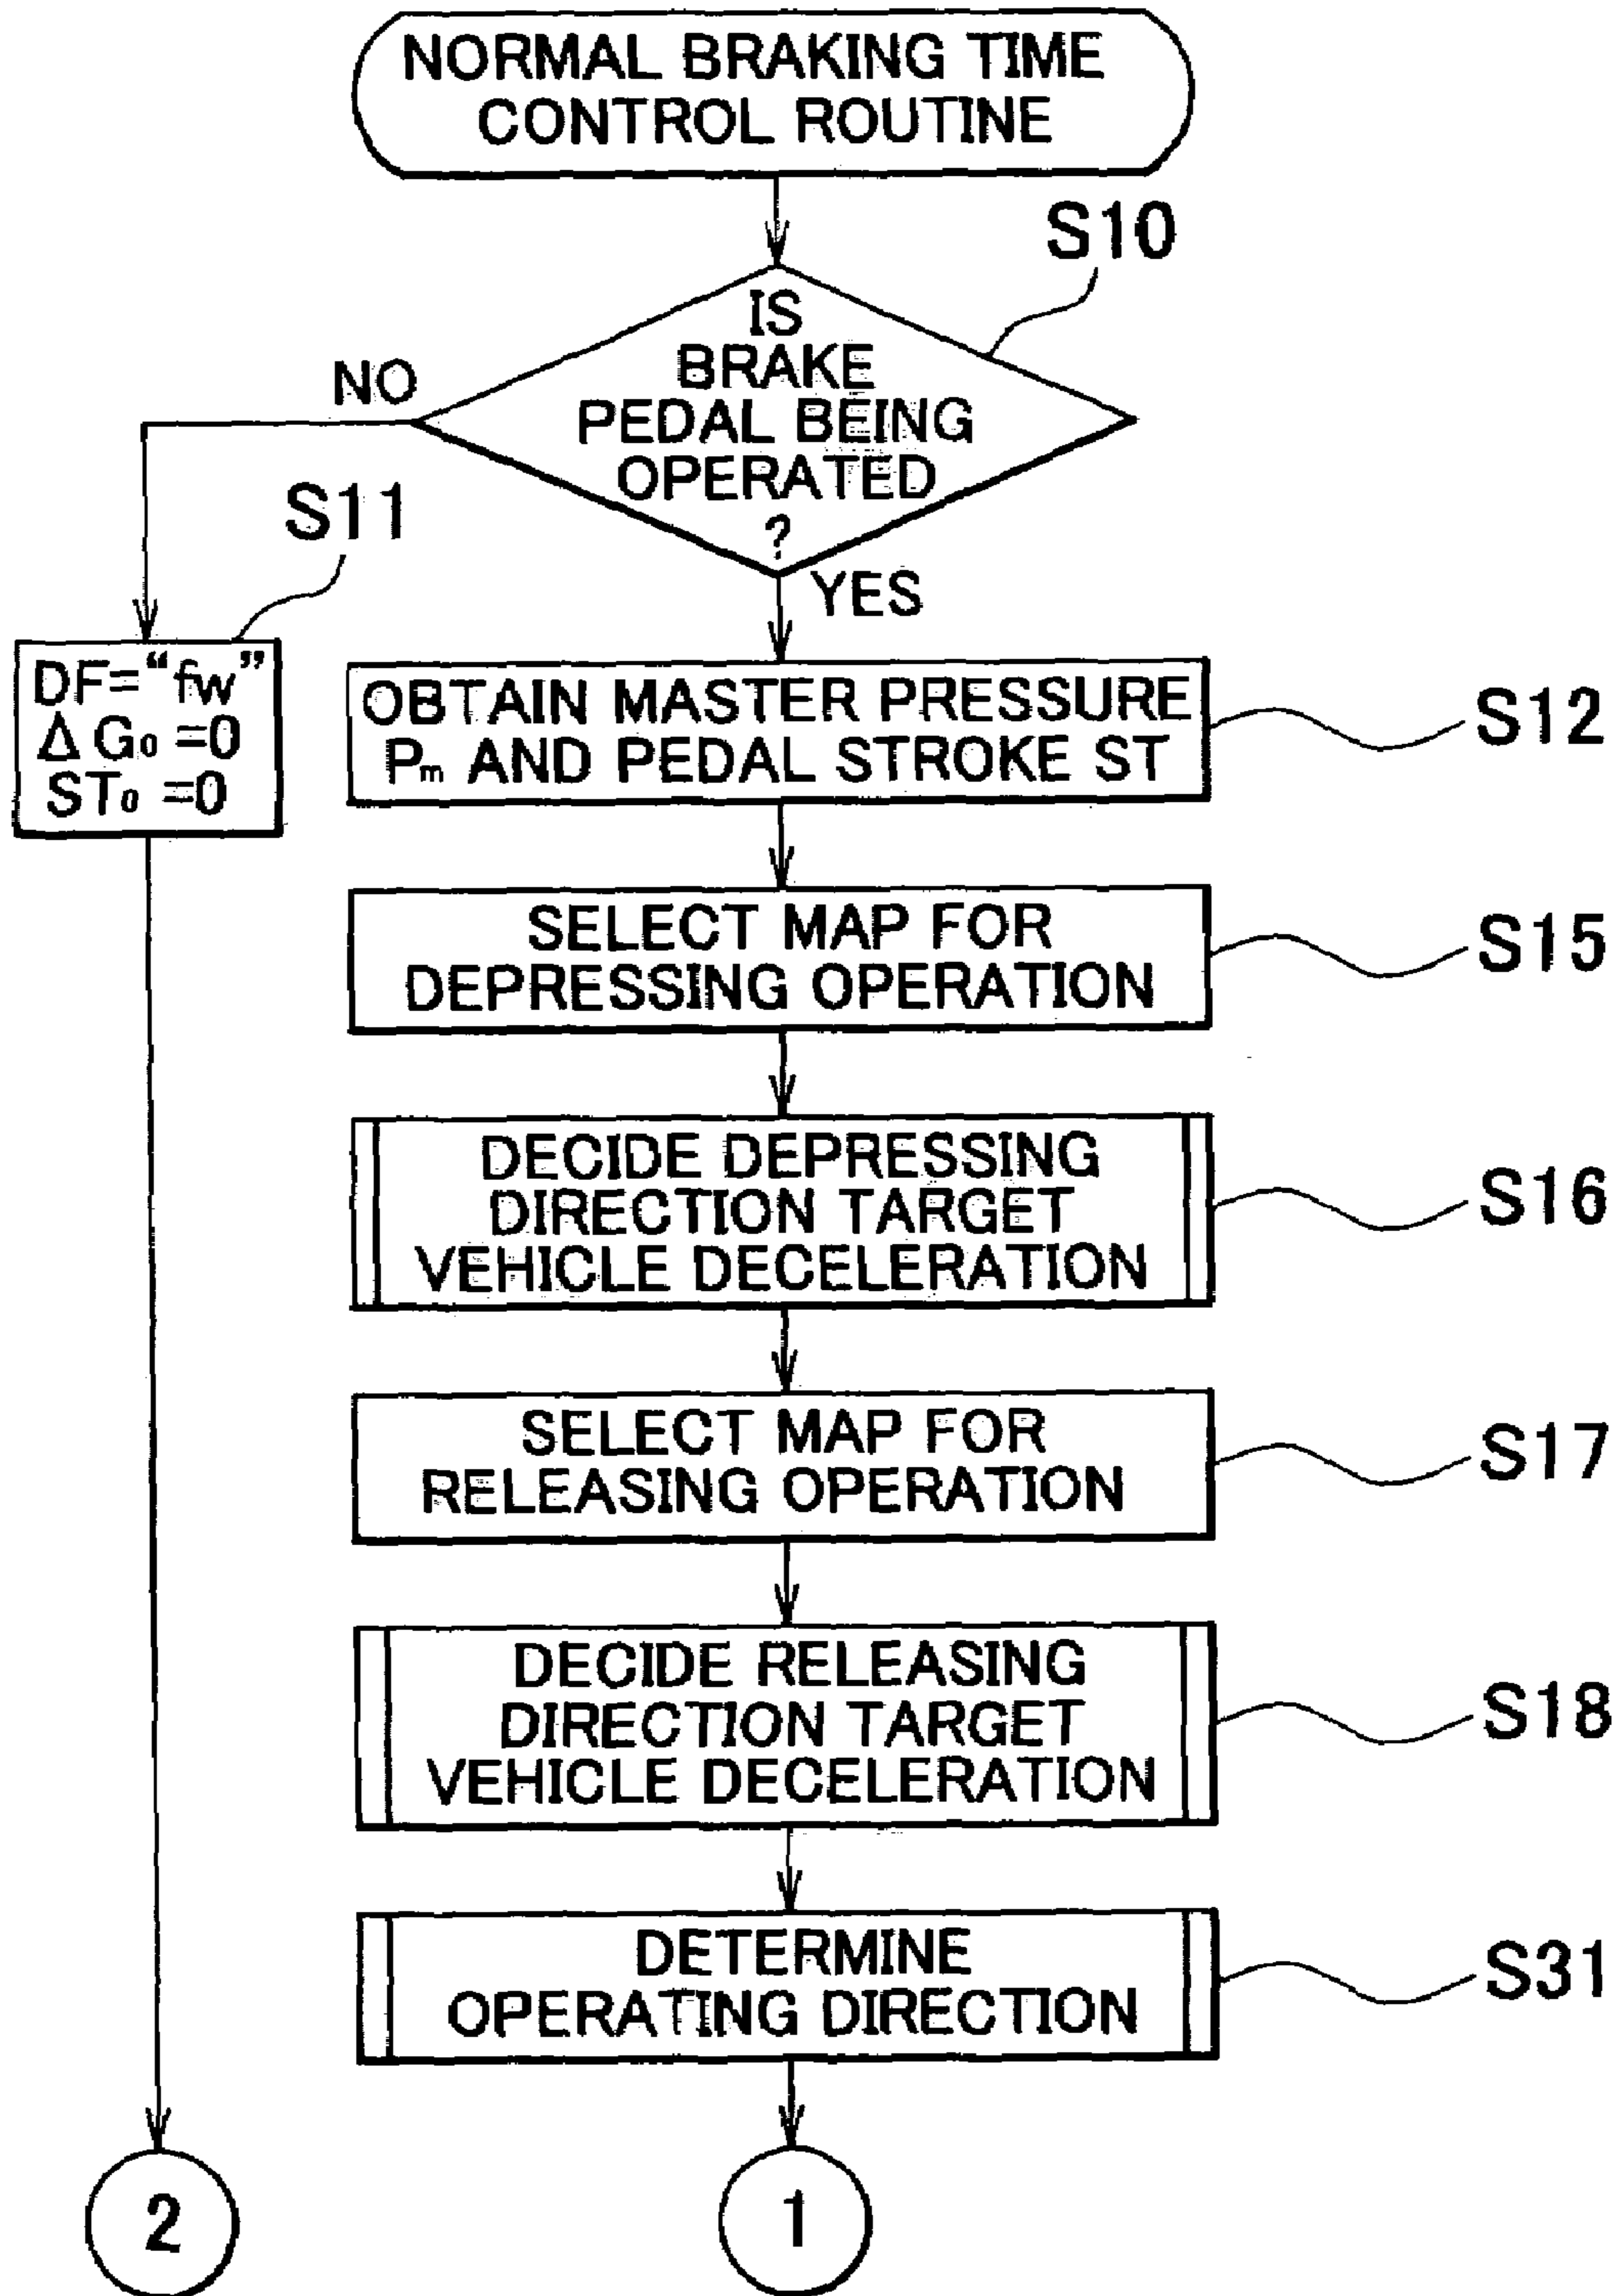 NORMAL BRAKING TIME
CONTROL ROUTINE
S10
IS
BRAKE
PEDAL BEING
OPERATED
?
NO
YES
S11
DF=“fw”
ΔG₀ =0
ST₀ =0
OBTAIN MASTER PRESSURE
Pₘ AND PEDAL STROKE ST
S12
SELECT MAP FOR
DEPRESSING OPERATION
S15
DECIDE DEPRESSING
DIRECTION TARGET
VEHICLE DECELERATION
S16
SELECT MAP FOR
RELEASING OPERATION
S17
DECIDE RELEASING
DIRECTION TARGET
VEHICLE DECELERATION
S18
DETERMINE
OPERATING DIRECTION
S31
2
1